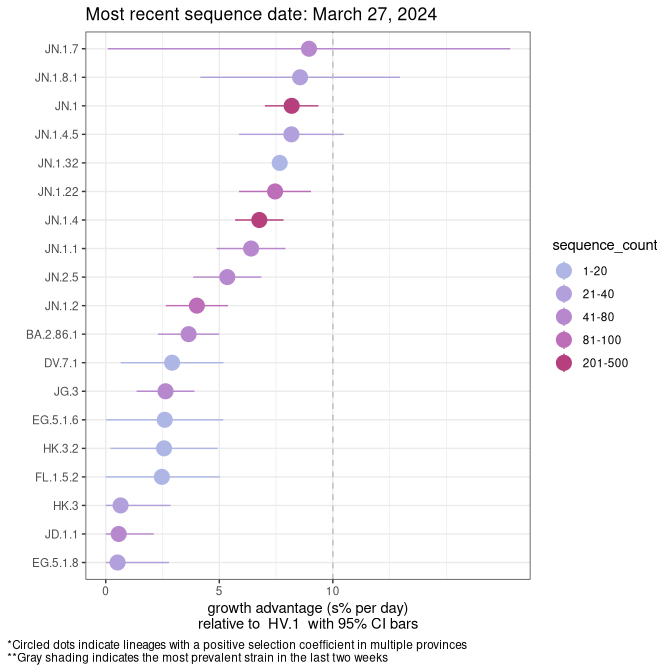 Most recent sequence date: March 27, 2024
JN.1.7
JN.1.8.1
JN.1
JN.1.4.5
JN.1.32
JN.1.22
JN.1.4
JN.1.1
JN.2.5
JN.1.2
BA.2.86.1
DV.7.1
JG.3
EG.5.1.6
HK.3.2
FL.1.5.2
HK.3
JD.1.1
EG.5.1.8
0 5 10
growth advantage (s% per day)
relative to HV.1 with 95% CI bars
sequence_count
1-20
21-40
41-80
81-100
201-500
*Circled dots indicate lineages with a positive selection coefficient in multiple provinces
**Gray shading indicates the most prevalent strain in the last two weeks